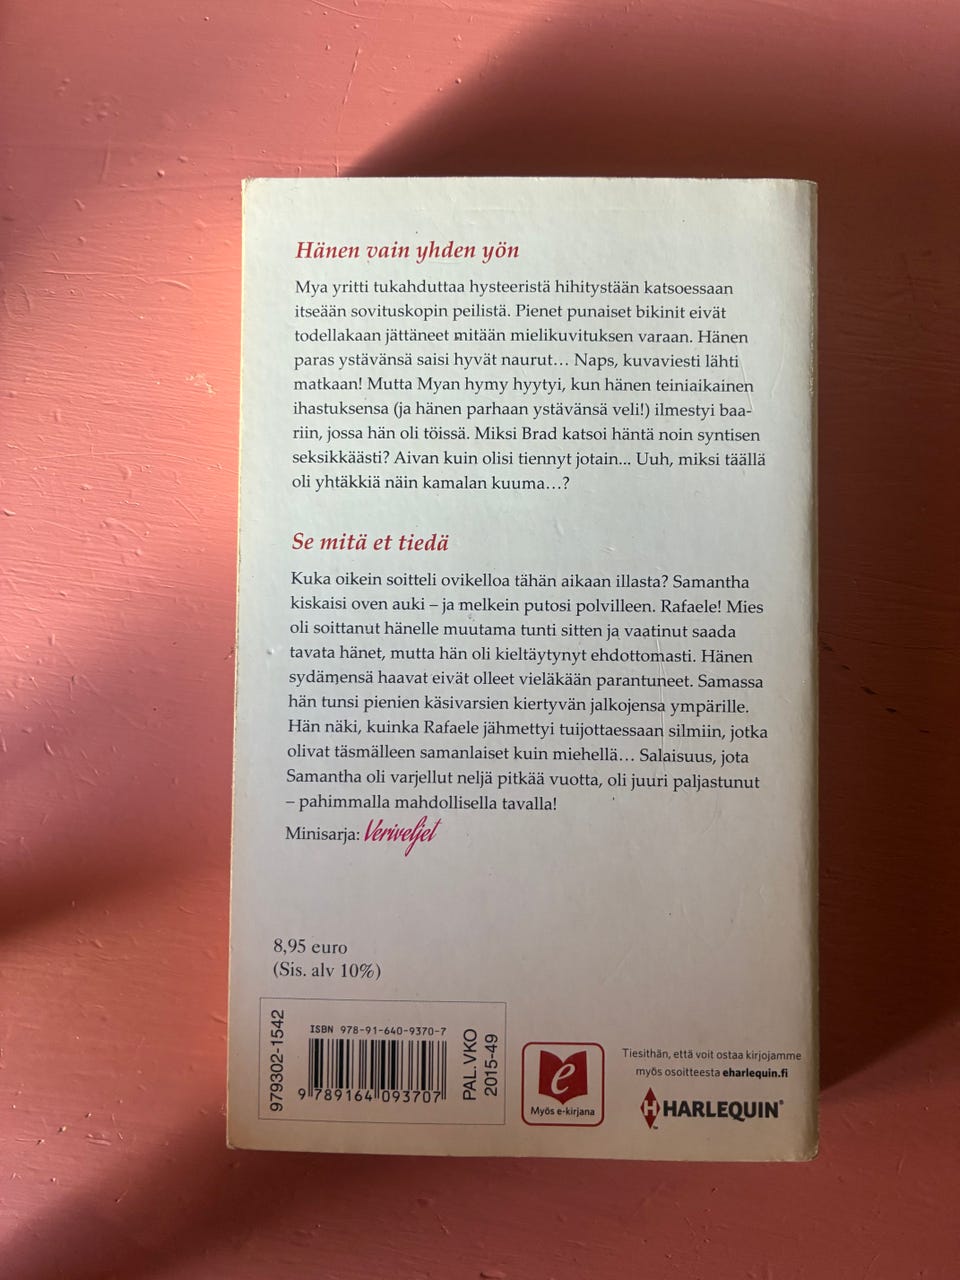 Hänen vain yhden yön
Mya yritti tukahduttaa hysteeristä hihitystään katsoessaan
itseään sovituskopin peilistä. Pienet punaiset bikinit eivät
todellakaan jättäneet mitään mielikuvituksen varaan. Hänen
paras ystävänsä saisi hyvät naurut... Naps, kuvaviesti lähti
matkaan! Mutta Myan hymy hyytyi, kun hänen teiniaikainen
ihastuksensa (ja hänen parhaan ystävänsä veli!) ilmestyi baa-
riin, jossa hän oli töissä. Miksi Brad katsoi häntä noin syntisen
seksikkäästi? Aivan kuin olisi tiennyt jotain... Uuh, miksi täällä
oli yhtäkkiä näin kamalan kuuma...?
Se mitä et tiedä
Kuka oikein soitteli ovikelloa tähän aikaan illasta? Samantha
kiskaisi oven auki – ja melkein putosi polvilleen. Rafaele! Mies
oli soittanut hänelle muutama tunti sitten ja vaatinut saada
tavata hänet, mutta hän oli kieltäytynyt ehdottomasti. Hänen
sydämensä haavat eivät olleet vieläkään parantuneet. Samassa
hän tunsi pienien käsivarsien kiertyvän jalkojensa ympärille.
Hän näki, kuinka Rafaele jähmettyi tuijottaessaan silmiin, jotka
olivat täsmälleen samanlaiset kuin miehellä... Salaisuus, jota
Samantha oli varjellut neljä pitkää vuotta, oli juuri paljastunut
– pahimmalla mahdollisella tavalla!
Minisarja: Veriveljet
8,95 euro
(Sis. alv 10%)
979302-1542
ISBN 978-91-640-9370-7
9 789164 093707
PAL.VKO
2015-49
e
Myös e-kirjana
Tiesithän, että voit ostaa kirjojamme
myös osoitteesta eharlequin.fi
H HARLEQUIN®
™